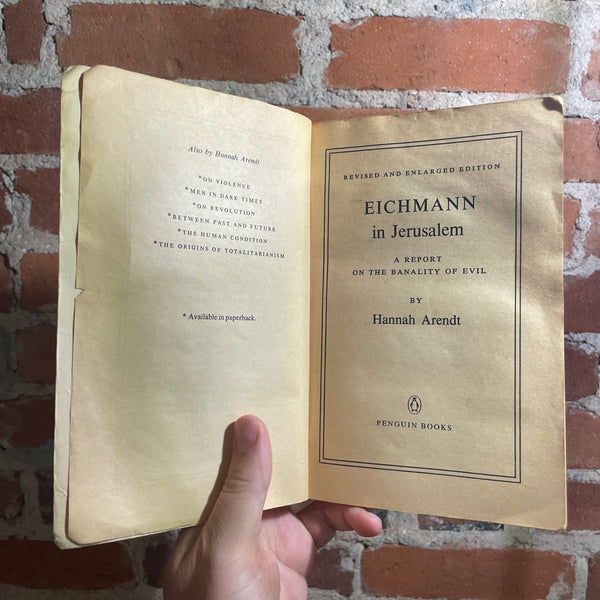 Also by Hannah Arendt
*ON VIOLENCE
*MEN IN DARK TIMES
*ON REVOLUTION
*BETWEEN PAST AND FUTURE
*THE HUMAN CONDITION
*THE ORIGINS OF TOTALITARIANISM
* Available in paperback.
REVISED AND ENLARGED EDITION
EICHMANN
in Jerusalem
A REPORT
ON THE BANALITY OF EVIL
BY
Hannah Arendt
PENGUIN BOOKS